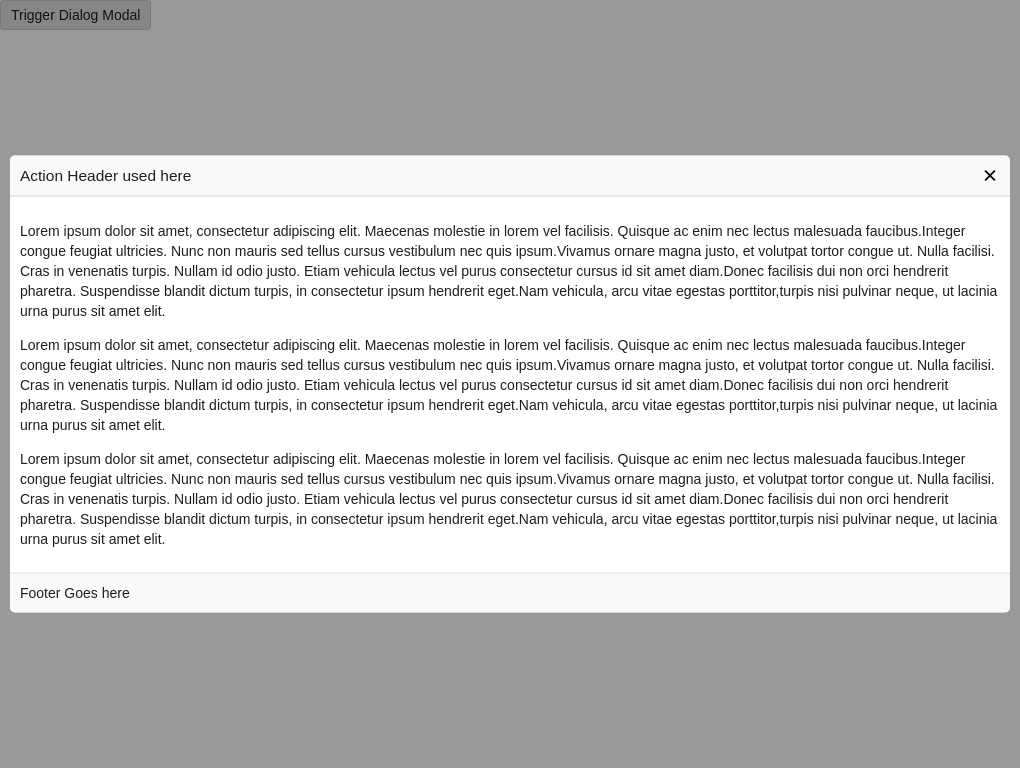 Trigger Dialog Modal
Action Header used here
Lorem ipsum dolor sit amet, consectetur adipiscing elit. Maecenas molestie in lorem vel facilisis. Quisque ac enim nec lectus malesuada faucibus.Integer
congue feugiat ultricies. Nunc non mauris sed tellus cursus vestibulum nec quis ipsum.Vivamus ornare magna justo, et volutpat tortor congue ut. Nulla facilisi.
Cras in venenatis turpis. Nullam id odio justo. Etiam vehicula lectus vel purus consectetur cursus id sit amet diam.Donec facilisis dui non orci hendrerit
pharetra. Suspendisse blandit dictum turpis, in consectetur ipsum hendrerit eget.Nam vehicula, arcu vitae egestas porttitor,turpis nisi pulvinar neque, ut lacinia
urna purus sit amet elit.
Lorem ipsum dolor sit amet, consectetur adipiscing elit. Maecenas molestie in lorem vel facilisis. Quisque ac enim nec lectus malesuada faucibus.Integer
congue feugiat ultricies. Nunc non mauris sed tellus cursus vestibulum nec quis ipsum.Vivamus ornare magna justo, et volutpat tortor congue ut. Nulla facilisi.
Cras in venenatis turpis. Nullam id odio justo. Etiam vehicula lectus vel purus consectetur cursus id sit amet diam.Donec facilisis dui non orci hendrerit
pharetra. Suspendisse blandit dictum turpis, in consectetur ipsum hendrerit eget.Nam vehicula, arcu vitae egestas porttitor,turpis nisi pulvinar neque, ut lacinia
urna purus sit amet elit.
Lorem ipsum dolor sit amet, consectetur adipiscing elit. Maecenas molestie in lorem vel facilisis. Quisque ac enim nec lectus malesuada faucibus.Integer
congue feugiat ultricies. Nunc non mauris sed tellus cursus vestibulum nec quis ipsum.Vivamus ornare magna justo, et volutpat tortor congue ut. Nulla facilisi.
Cras in venenatis turpis. Nullam id odio justo. Etiam vehicula lectus vel purus consectetur cursus id sit amet diam.Donec facilisis dui non orci hendrerit
pharetra. Suspendisse blandit dictum turpis, in consectetur ipsum hendrerit eget.Nam vehicula, arcu vitae egestas porttitor,turpis nisi pulvinar neque, ut lacinia
urna purus sit amet elit.
Footer Goes here